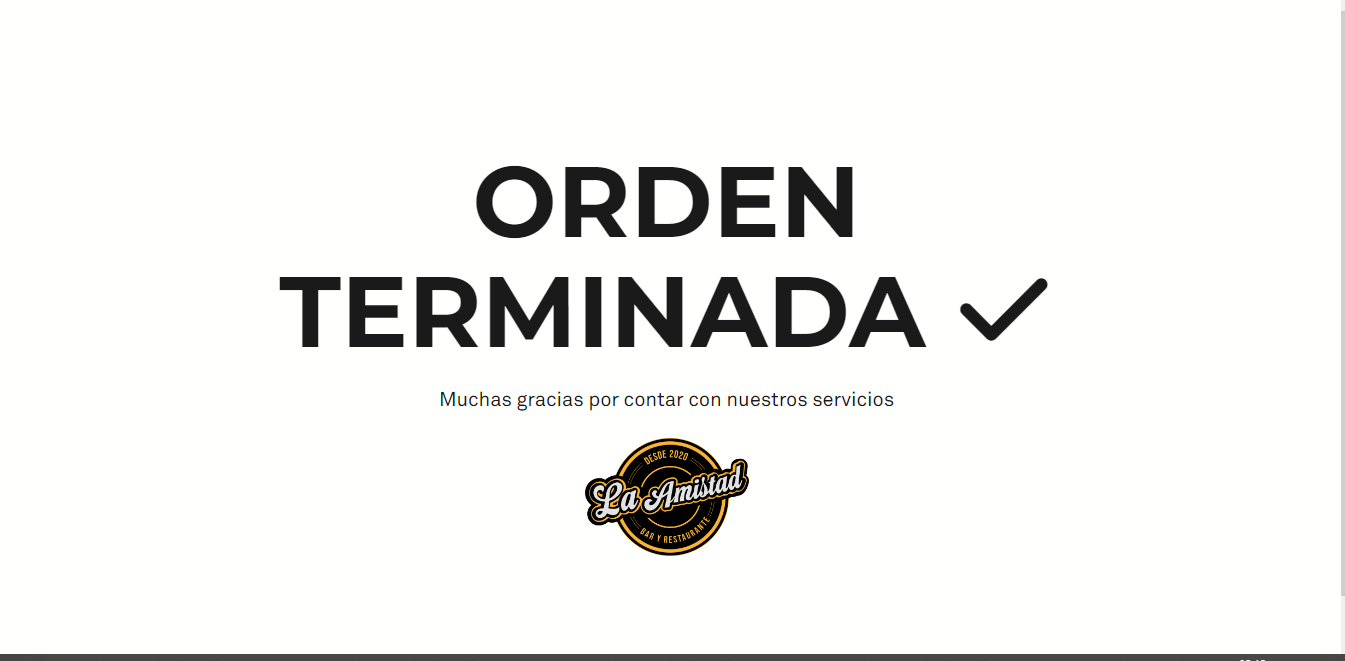 ORDEN
TERMINADA
Muchas gracias por contar con nuestros servicios
DESDE 2020
La Amistad
BAR Y RESTAURANTE